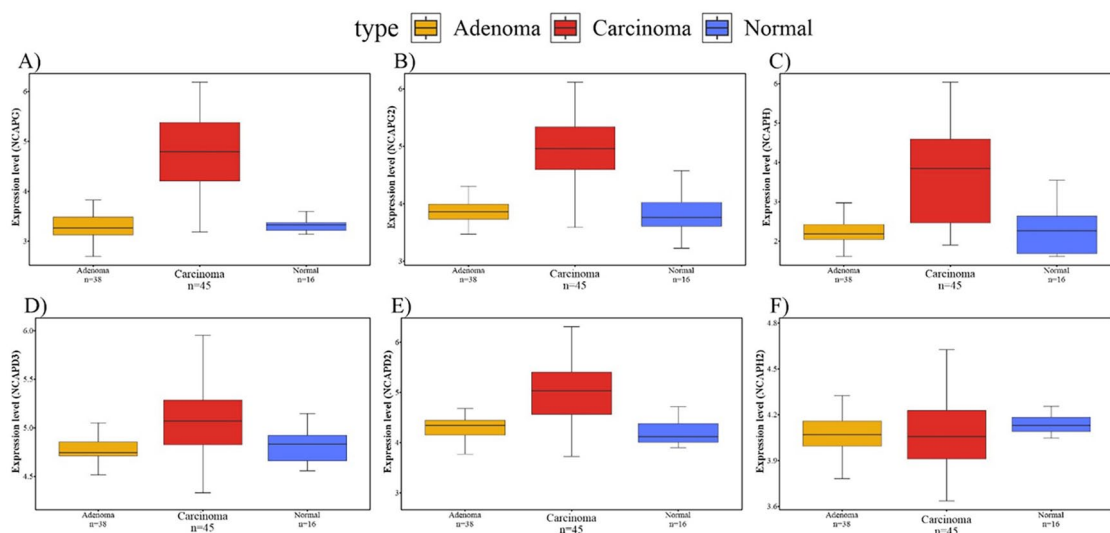 type Adenoma Carcinoma Normal
A)
Expression level (NCAPG)
6
5
4
3
Adenoma
n=38
Carcinoma
n=45
Normal
n=16
B)
Expression level (NCAPG2)
6
5
4
3
Adenoma
n=38
Carcinoma
n=45
Normal
n=16
C)
Expression level (NCAPH)
6
5
4
3
2
Adenoma
n=38
Carcinoma
n=45
Normal
n=16
D)
Expression level (NCAPD3)
6.0
5.5
5.0
4.5
Adenoma
n=38
Carcinoma
n=45
Normal
n=16
E)
Expression level (NCAPD2)
6
5
4
3
Adenoma
n=38
Carcinoma
n=45
Normal
n=16
F)
Expression level (NCAPH2)
4.8
4.5
4.2
3.9
3.6
Adenoma
n=38
Carcinoma
n=45
Normal
n=16